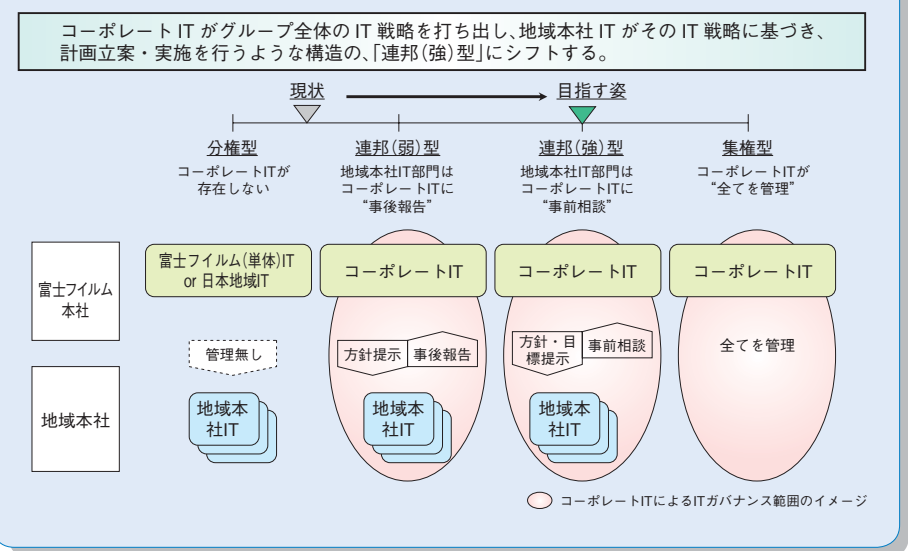 コーポレート IT がグループ全体の IT 戦略を打ち出し、地域本社 IT がその IT 戦略に基づき、
計画立案・実施を行うような構造の、「連邦(強)型」にシフトする。
現状
目指す姿
分権型
コーポレートITが
存在しない
連邦(弱)型
地域本社IT部門は
コーポレートITに
“事後報告”
連邦(強)型
地域本社IT部門は
コーポレートITに
“事前相談”
集権型
コーポレートITが
“全てを管理”
富士フイルム
本社
富士フイルム(単体)IT
or 日本地域IT
コーポレートIT
コーポレートIT
コーポレートIT
管理無し
方針提示
事後報告
方針・目
標提示
事前相談
全てを管理
地域本社
地域本
社IT
地域本
社IT
地域本
社IT
コーポレートITによるITガバナンス範囲のイメージ